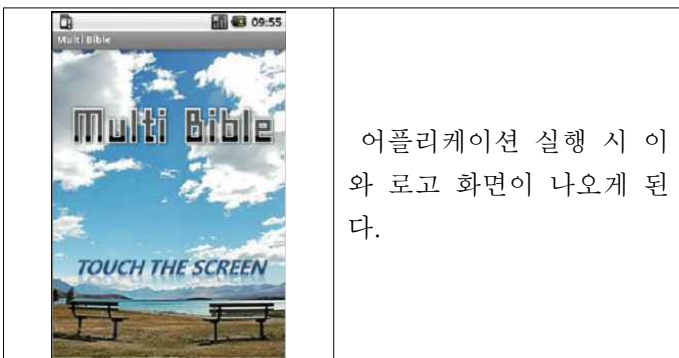 09:55
Multi Bible
Multi Bible
TOUCH THE SCREEN
어플리케이션 실행 시 이
와 로고 화면이 나오게 된
다.